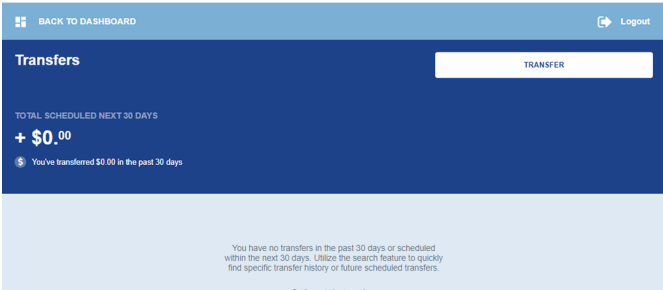 BACK TO DASHBOARD
Logout
Transfers
TRANSFER
TOTAL SCHEDULED NEXT 30 DAYS
+ $0.00
$ You've transferred $0.00 in the past 30 days
You have no transfers in the past 30 days or scheduled
within the next 30 days. Utilize the search feature to quickly
find specific transfer history or future scheduled transfers.